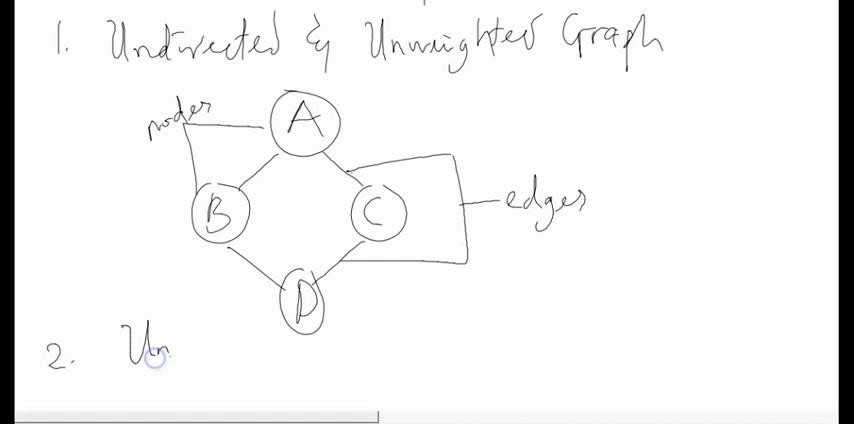 1. Undirected & Unweighted Graph
nodes
A
B
C
edges
D
2. Un